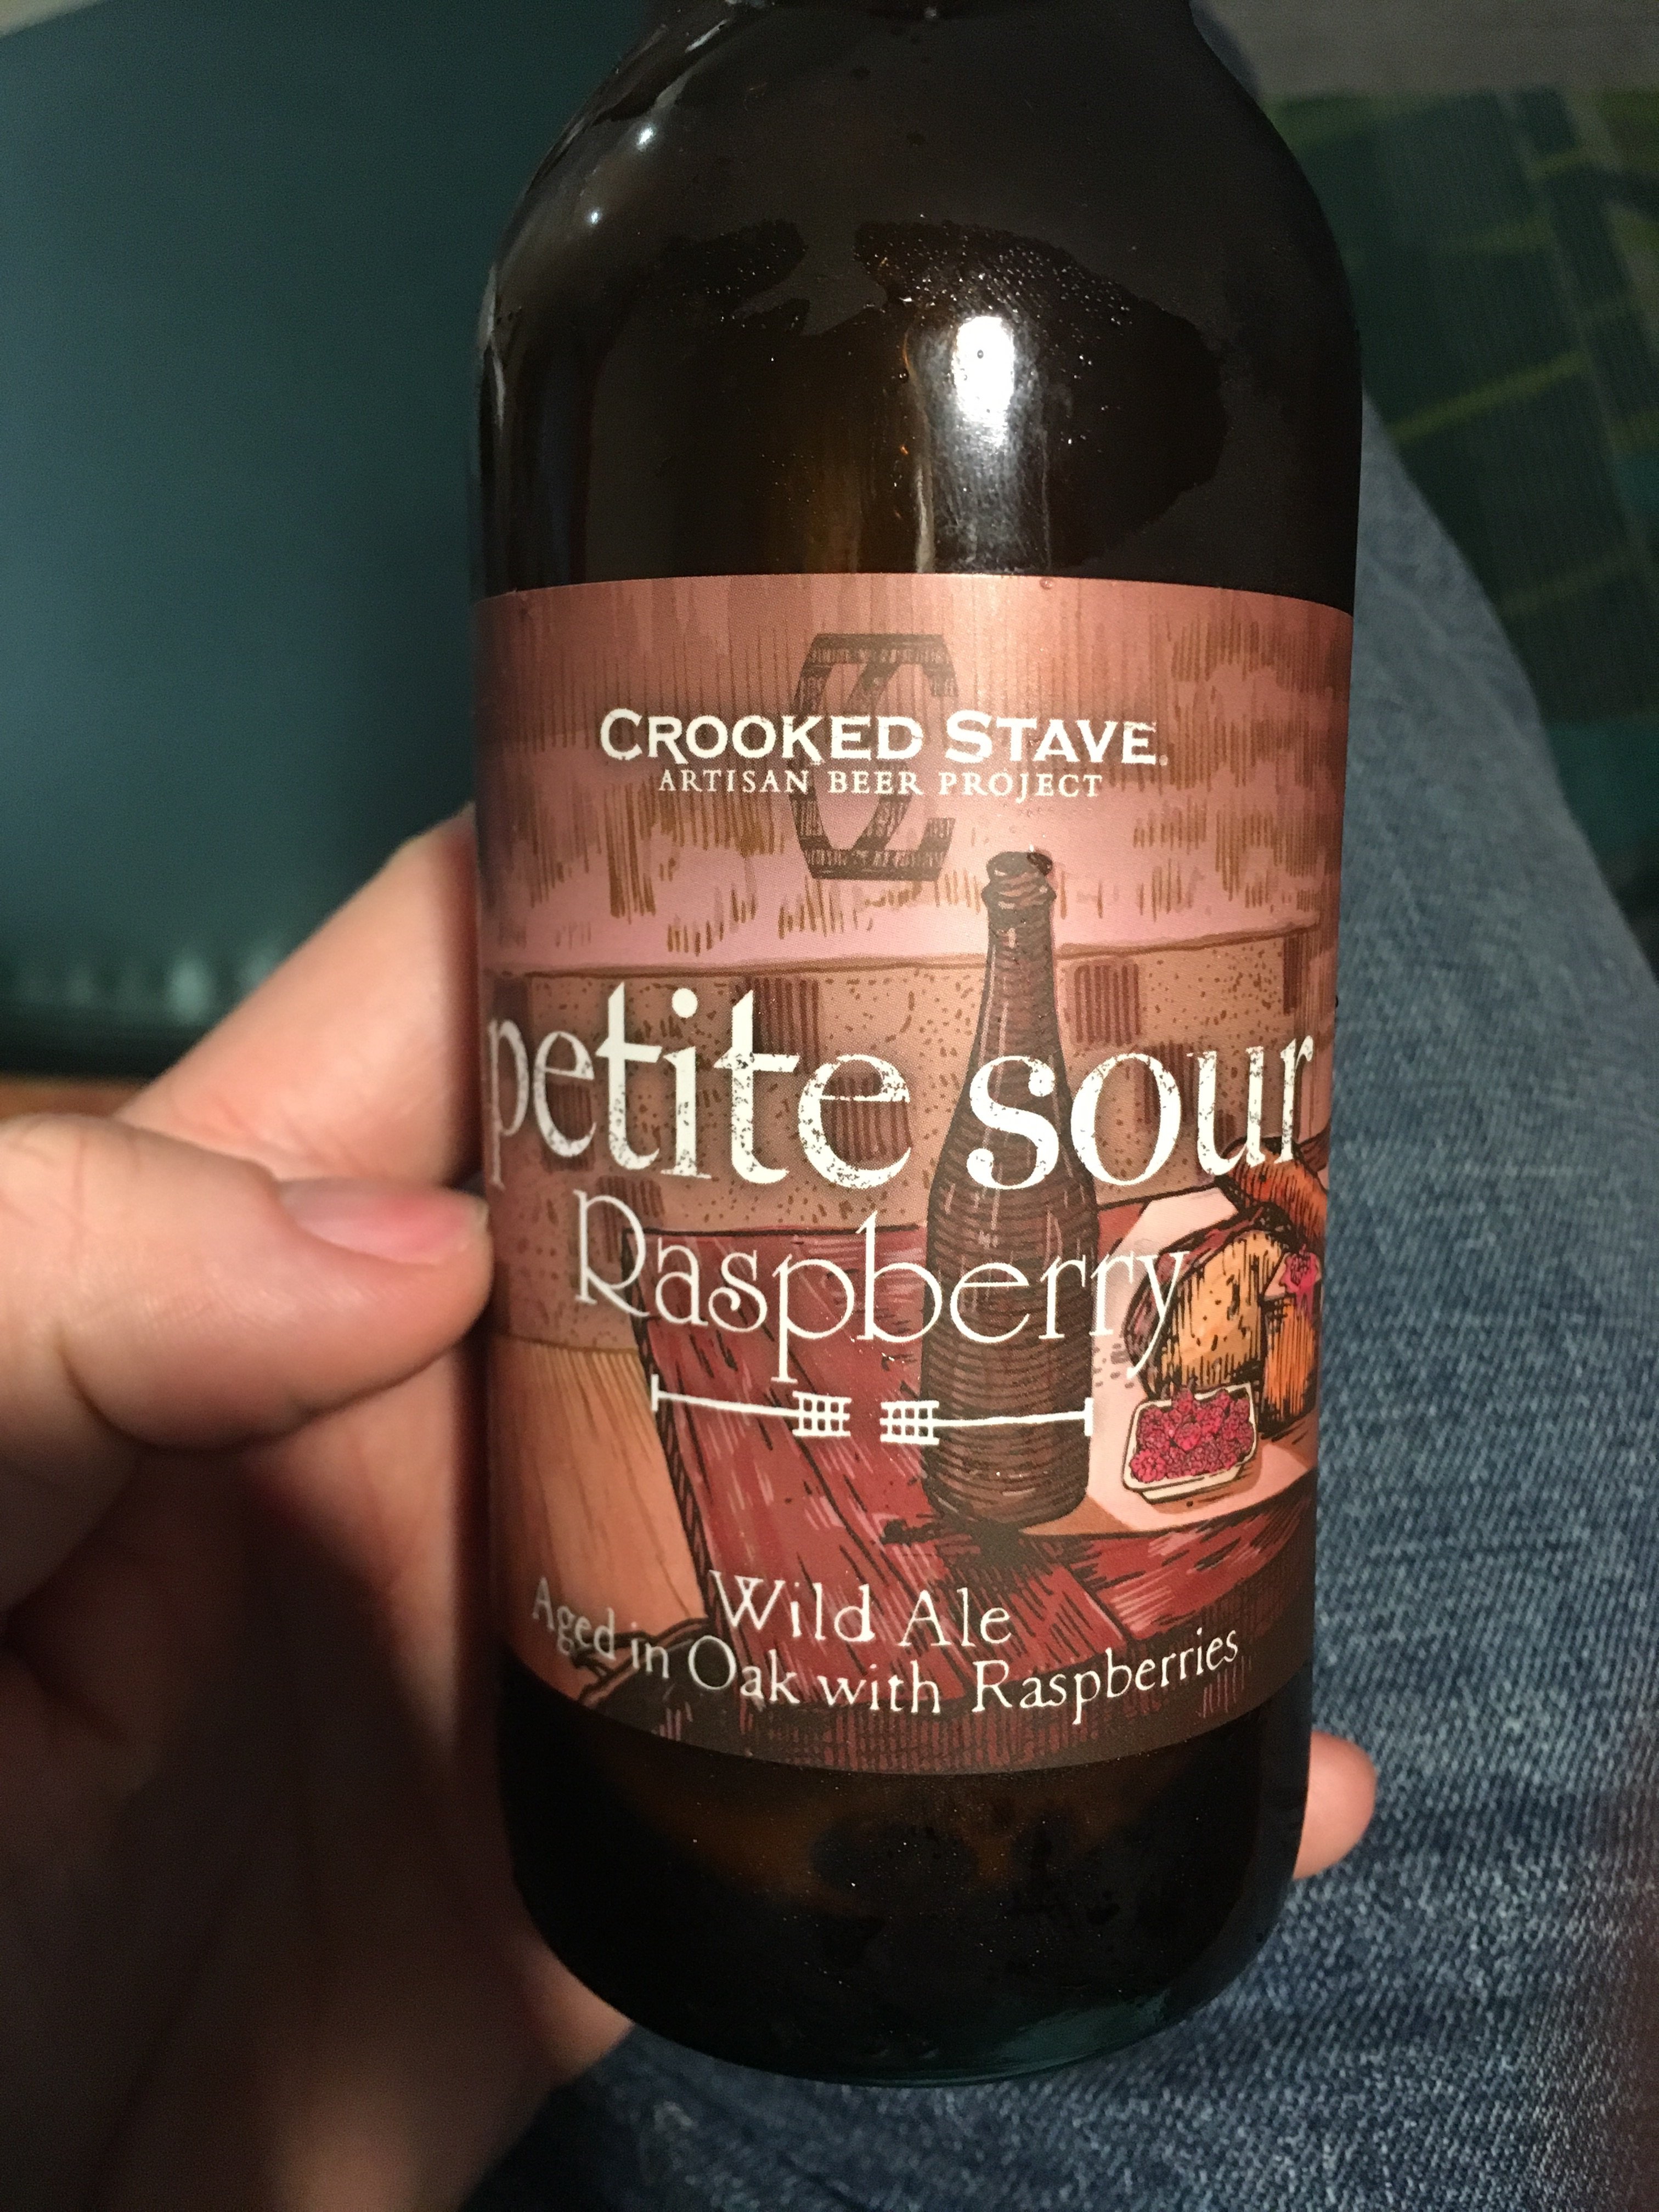 CROOKED STAVE®
ARTISAN BEER PROJECT
petite sour
Raspberry
Wild Ale
Aged in Oak with Raspberries